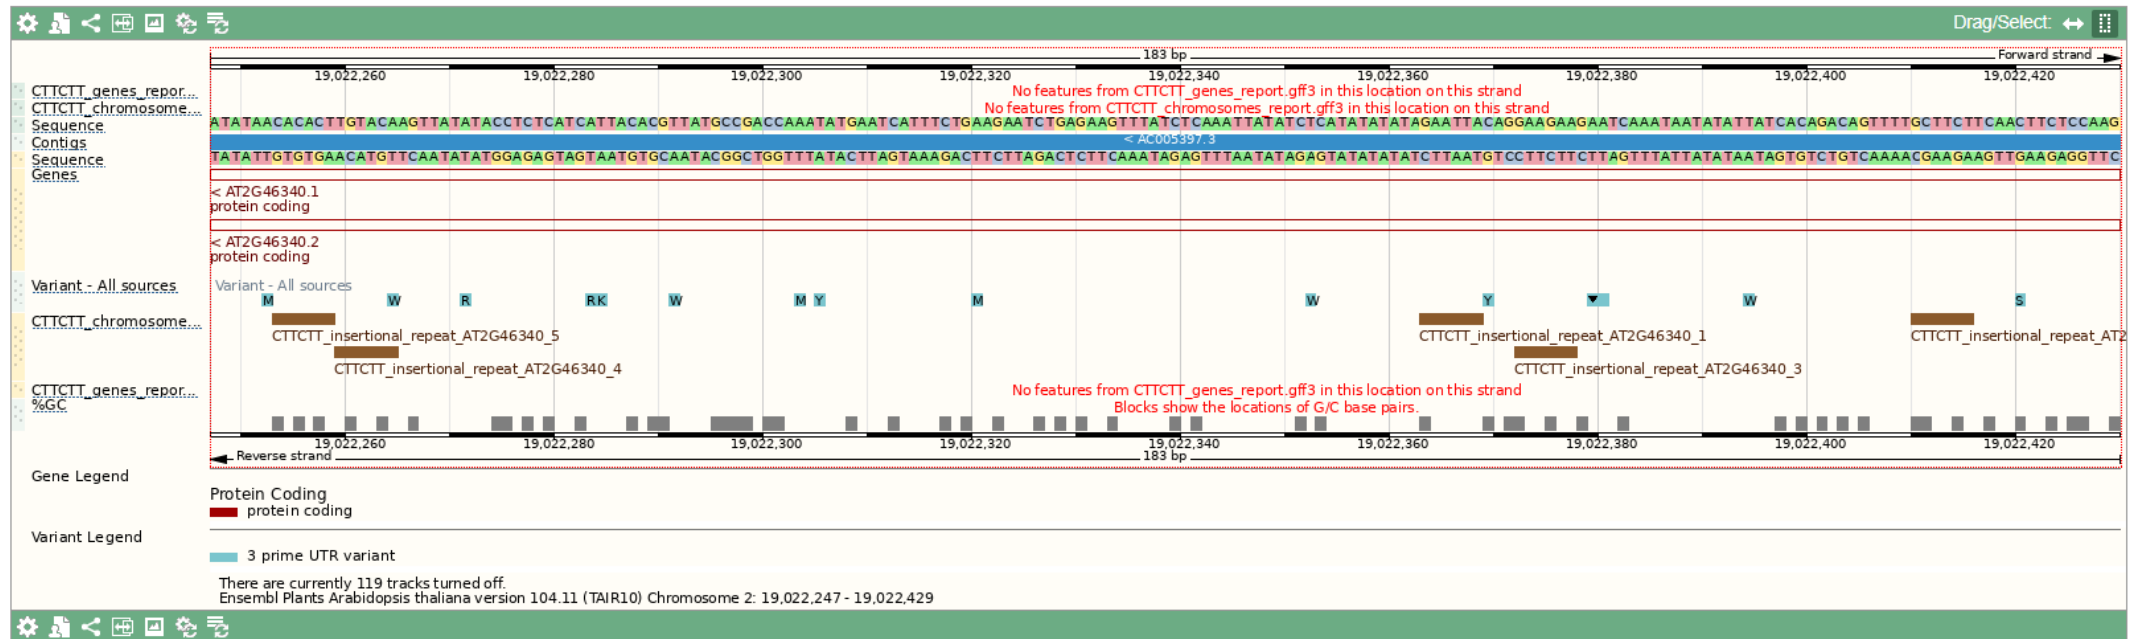 Drag/Select:
183 bp
Forward strand
19,022,260 19,022,280 19,022,300 19,022,320 19,022,340 19,022,360 19,022,380 19,022,400 19,022,420
CTTCTT_genes_repor... No features from CTTCTT_genes_report.gff3 in this location on this strand
CTTCTT_chromosome... No features from CTTCTT_chromosomes_report.gff3 in this location on this strand
Sequence ATATAACACACTTGTACAAGTTATATACCTCTCATCATTACACGTTATGCCGACCAAATATGAATCATTTCTGAAGAATCTGAGAAGTTTATCTCAAATTATATCTCATATATATAGAATTACAGGAAGAAGAATCAAATAATATATTATCACAGACAGTTTTGCTTCTTCAACTTCTCCAAG
Contigs < AC005397.3
Sequence TATATTGTGTGAACATGTTCAATATATGGAGAGTAGTAATGTGCAATACGGCTGGTTTATACTTAGTAAAGACTTCTTAGACTCTTCAAATAGAGTTTAATATAGAGTATATATATCTTAATGTCCTTCTTCTTAGTTTATTATATAATAGTGTCTGTCAAAACGAAGAAGTTGAAGAGGTTC
Genes
< AT2G46340.1
protein coding
< AT2G46340.2
protein coding
Variant - All sources Variant - All sources
M W R R K W M Y M W Y W S
CTTCTT_chromosome...
CTTCTT_insertional_repeat_AT2G46340_5 CTTCTT_insertional_repeat_AT2G46340_1 CTTCTT_insertional_repeat_AT2
CTTCTT_insertional_repeat_AT2G46340_4 CTTCTT_insertional_repeat_AT2G46340_3
CTTCTT_genes_repor... No features from CTTCTT_genes_report.gff3 in this location on this strand
%GC Blocks show the locations of G/C base pairs.
19,022,260 19,022,280 19,022,300 19,022,320 19,022,340 19,022,360 19,022,380 19,022,400 19,022,420
Reverse strand 183 bp
Gene Legend
Protein Coding
protein coding
Variant Legend
3 prime UTR variant
There are currently 119 tracks turned off.
Ensembl Plants Arabidopsis thaliana version 104.11 (TAIR10) Chromosome 2: 19,022,247 - 19,022,429